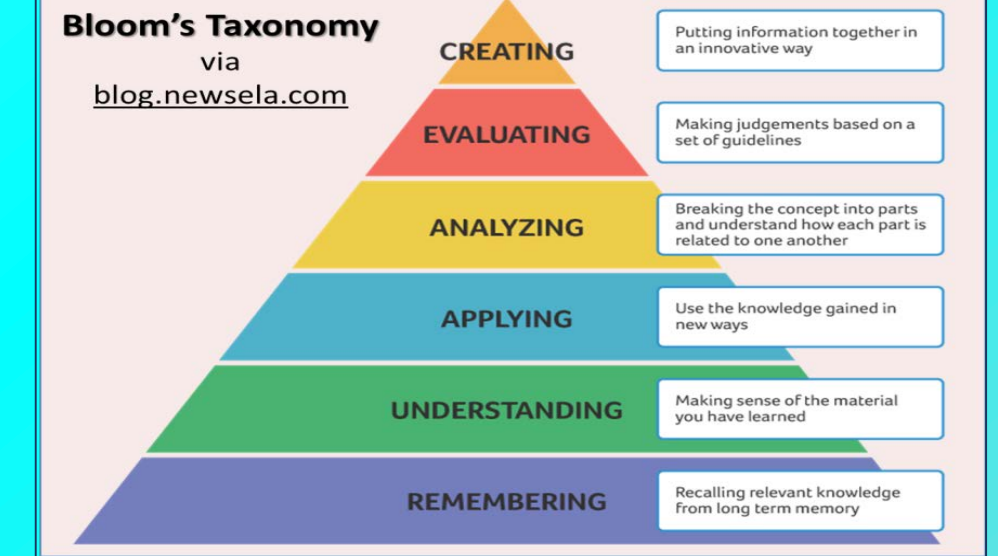 Bloom's Taxonomy
via
blog.newsela.com
CREATING
Putting information together in
an innovative way
EVALUATING
Making judgements based on a
set of guidelines
ANALYZING
Breaking the concept into parts
and understand how each part is
related to one another
APPLYING
Use the knowledge gained in
new ways
UNDERSTANDING
Making sense of the material
you have learned
REMEMBERING
Recalling relevant knowledge
from long term memory